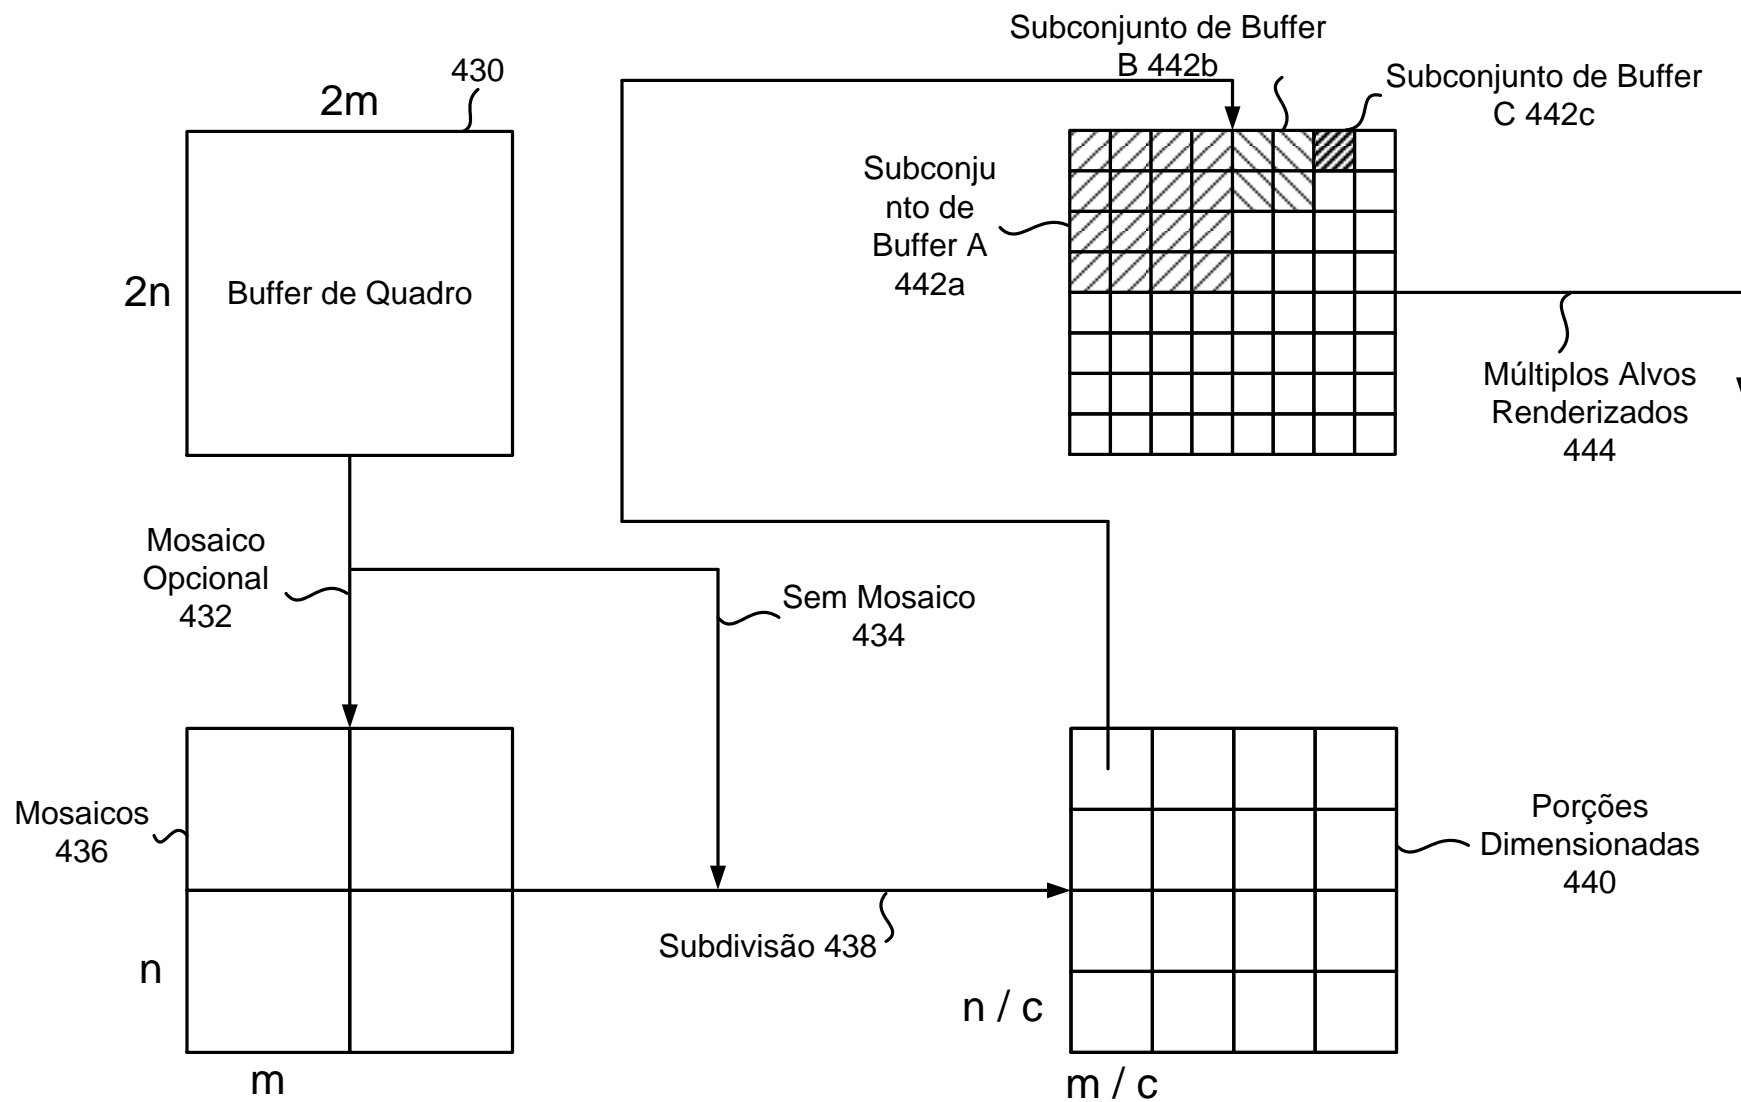 Subconjunto de Buffer
B 442b
430
2m
Subconjunto de Buffer
C 442c
Subconju
nto de
Buffer A
442a
2n
Buffer de Quadro
Múltiplos Alvos
Renderizados
444
Mosaico
Opcional
432
Sem Mosaico
434
Mosaicos
436
Porções
Dimensionadas
440
Subdivisão 438
n
n / c
m
m / c